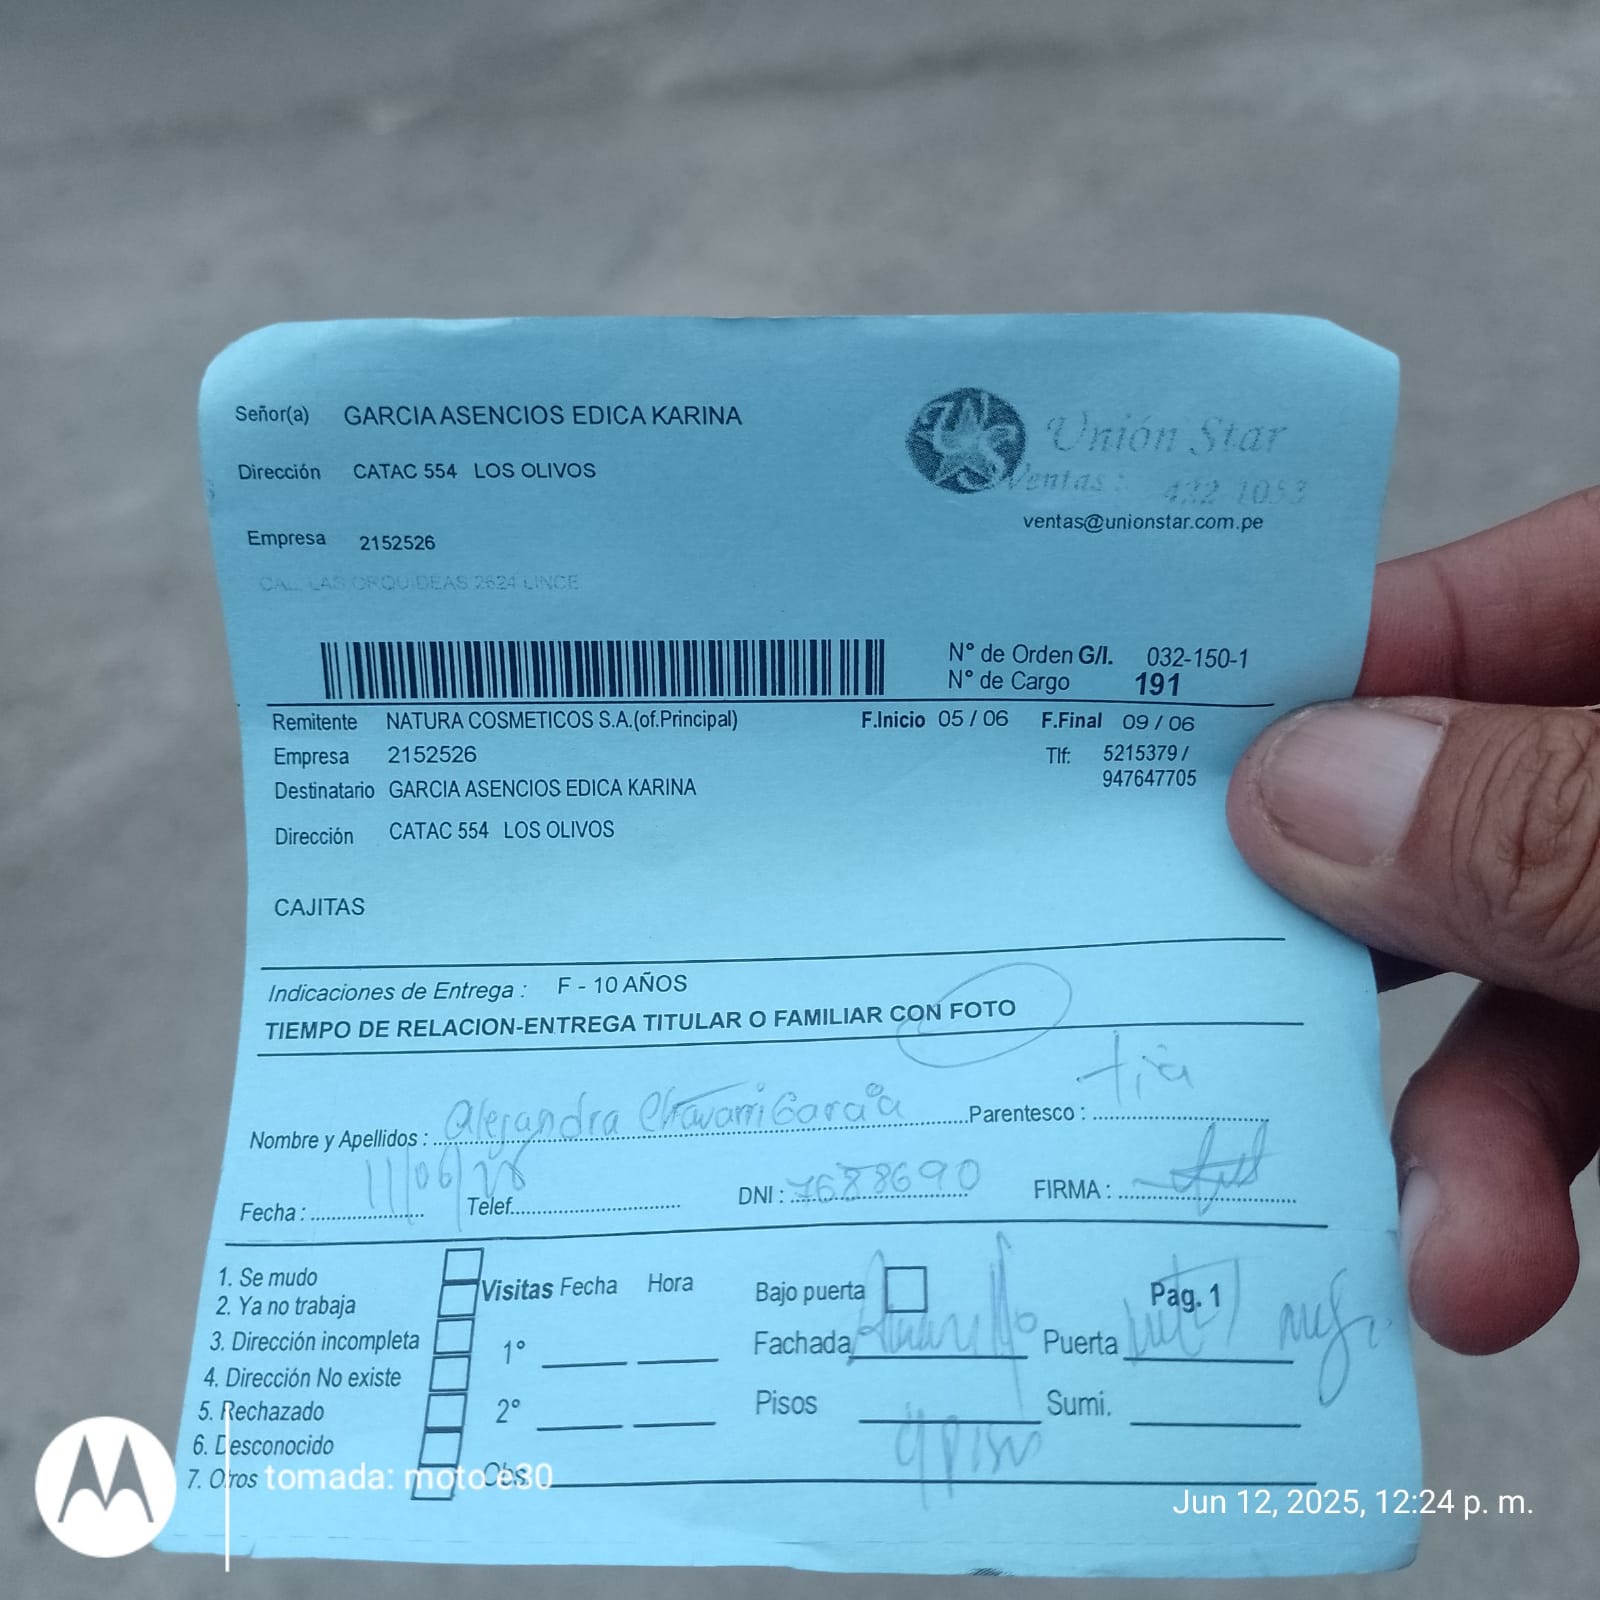 Señor(a) GARCIA ASENCIOS EDICA KARINA
Unión Star
Dirección CATAC 554 LOS OLIVOS
Ventas: 422 1053
ventas@unionstar.com.pe
Empresa 2152526
CAL. LAS ORQUIDEAS 2624 LINCE
N° de Orden G/I. 032-150-1
N° de Cargo 191
Remitente NATURA COSMETICOS S.A.(of.Principal) F.Inicio 05 / 06 F.Final 09 / 06
Empresa 2152526 Tlf: 5215379 /
947647705
Destinatario GARCIA ASENCIOS EDICA KARINA
Dirección CATAC 554 LOS OLIVOS
CAJITAS
Indicaciones de Entrega : F - 10 AÑOS
TIEMPO DE RELACION-ENTREGA TITULAR O FAMILIAR CON FOTO
Nombre y Apellidos : Alejandra Chavarri Garcia Parentesco : tia
Fecha : 11/06/ Telef. DNI : 7688690 FIRMA :
1. Se mudo
2. Ya no trabaja
3. Dirección incompleta
4. Dirección No existe
5. Rechazado
6. Desconocido
7. Otros
Visitas Fecha Hora
1°
2°
Obs
Bajo puerta Pag. 1
Fachada Amarillo Puerta
Pisos 4 piso Sumi.
tomada: moto e30
Jun 12, 2025, 12:24 p. m.